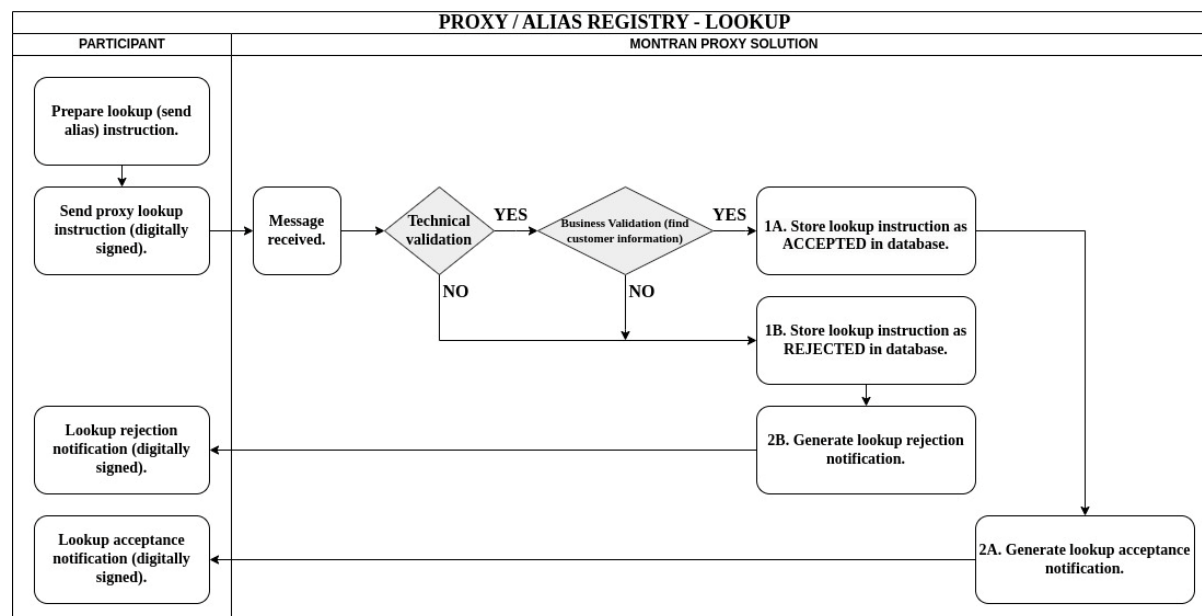 PROXY / ALIAS REGISTRY - LOOKUP
PARTICIPANT
MONTRAN PROXY SOLUTION
Prepare lookup (send
alias) instruction.
Send proxy lookup
instruction (digitally
signed).
Message
received.
Technical
validation
YES
Business Validation (find
customer information)
YES
1A. Store lookup instruction as
ACCEPTED in database.
NO
NO
1B. Store lookup instruction as
REJECTED in database.
Lookup rejection
notification (digitally
signed).
2B. Generate lookup rejection
notification.
Lookup acceptance
notification (digitally
signed).
2A. Generate lookup acceptance
notification.